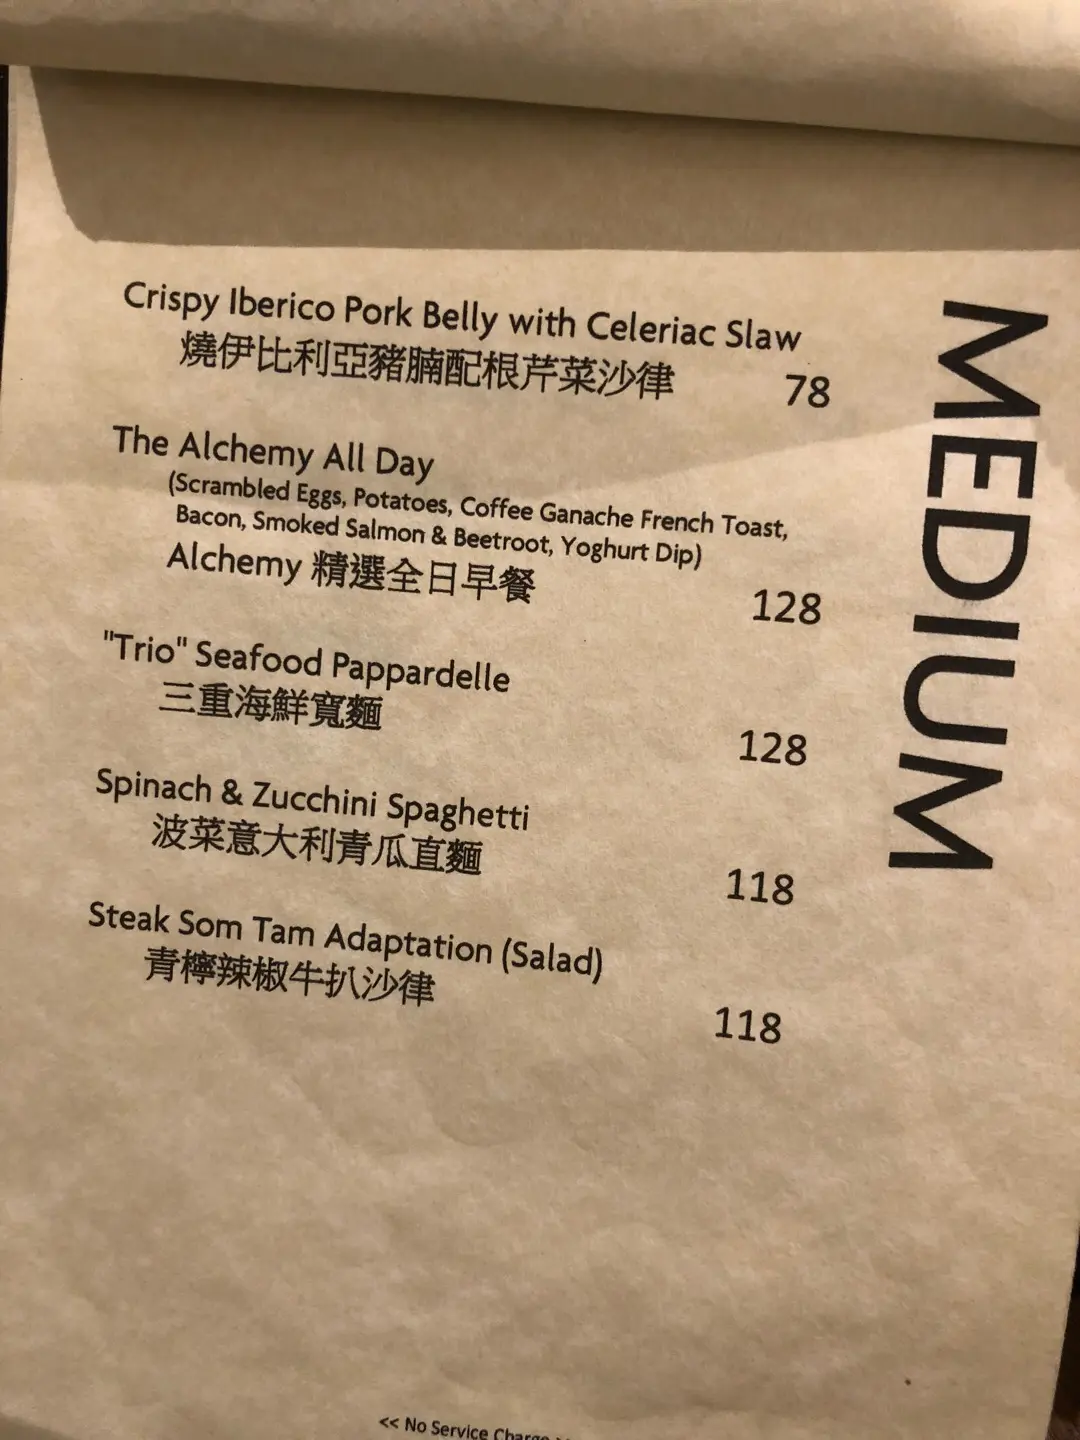 Crispy Iberico Pork Belly with Celeriac Slaw
燒伊比利亞豬腩配根芹菜沙律
78
The Alchemy All Day
(Scrambled Eggs, Potatoes, Coffee Ganache French Toast,
Bacon, Smoked Salmon & Beetroot, Yoghurt Dip)
Alchemy 精選全日早餐
128
"Trio" Seafood Pappardelle
三重海鮮寬麵
128
Spinach & Zucchini Spaghetti
波菜意大利青瓜直麵
118
Steak Som Tam Adaptation (Salad)
青檸辣椒牛扒沙律
118
MEDIUM
<< No Service Charge >>